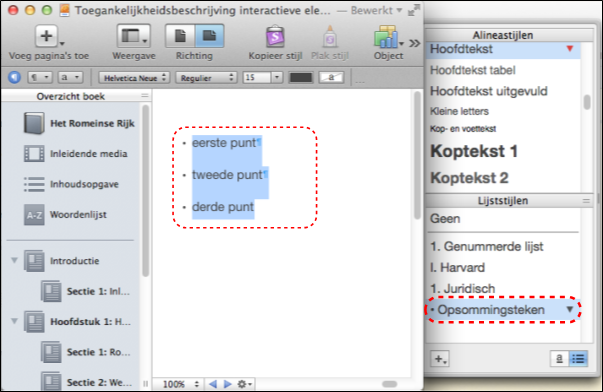 Toegankelijkheidsbeschrijving interactieve ele... — Bewerkt
Voeg pagina's toe
Weergave
Richting
Kopieer stijl
Plak stijl
Object
¶
a
Helvetica Neue
Regulier
15
a
Overzicht boek
Het Romeinse Rijk
Inleidende media
Inhoudsopgave
A-Z Woordenlijst
Introductie
Sectie 1: Inl...
Hoofdstuk 1: H...
Sectie 1: Ro...
Sectie 2: We...
• eerste punt¶
• tweede punt¶
• derde punt
100%
Alineastijlen
Hoofdtekst
Hoofdtekst tabel
Hoofdtekst uitgevuld
Kleine letters
Kop- en voettekst
Koptekst 1
Koptekst 2
Lijststijlen
Geen
1. Genummerde lijst
I. Harvard
1. Juridisch
• Opsommingsteken
a